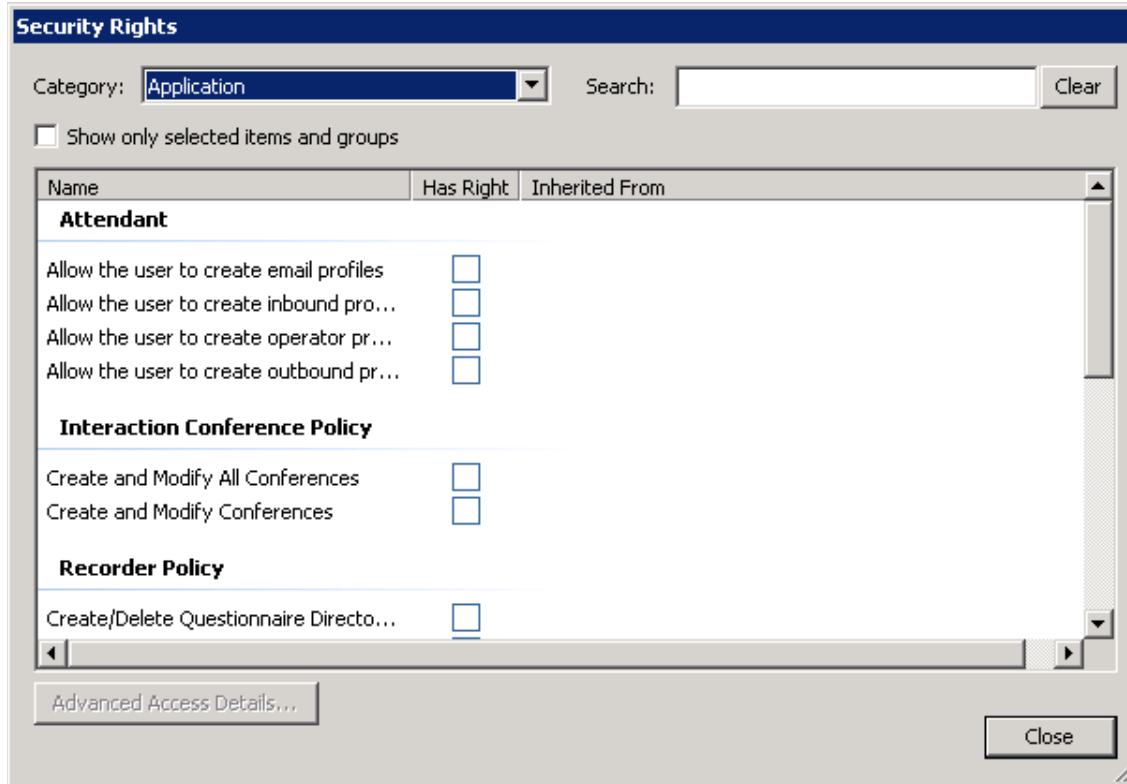 Security Rights
Category: Application Search: Clear
Show only selected items and groups
Name Has Right Inherited From
Attendant
Allow the user to create email profiles
Allow the user to create inbound pro...
Allow the user to create operator pr...
Allow the user to create outbound pr...
Interaction Conference Policy
Create and Modify All Conferences
Create and Modify Conferences
Recorder Policy
Create/Delete Questionnaire Directo...
Advanced Access Details...
Close